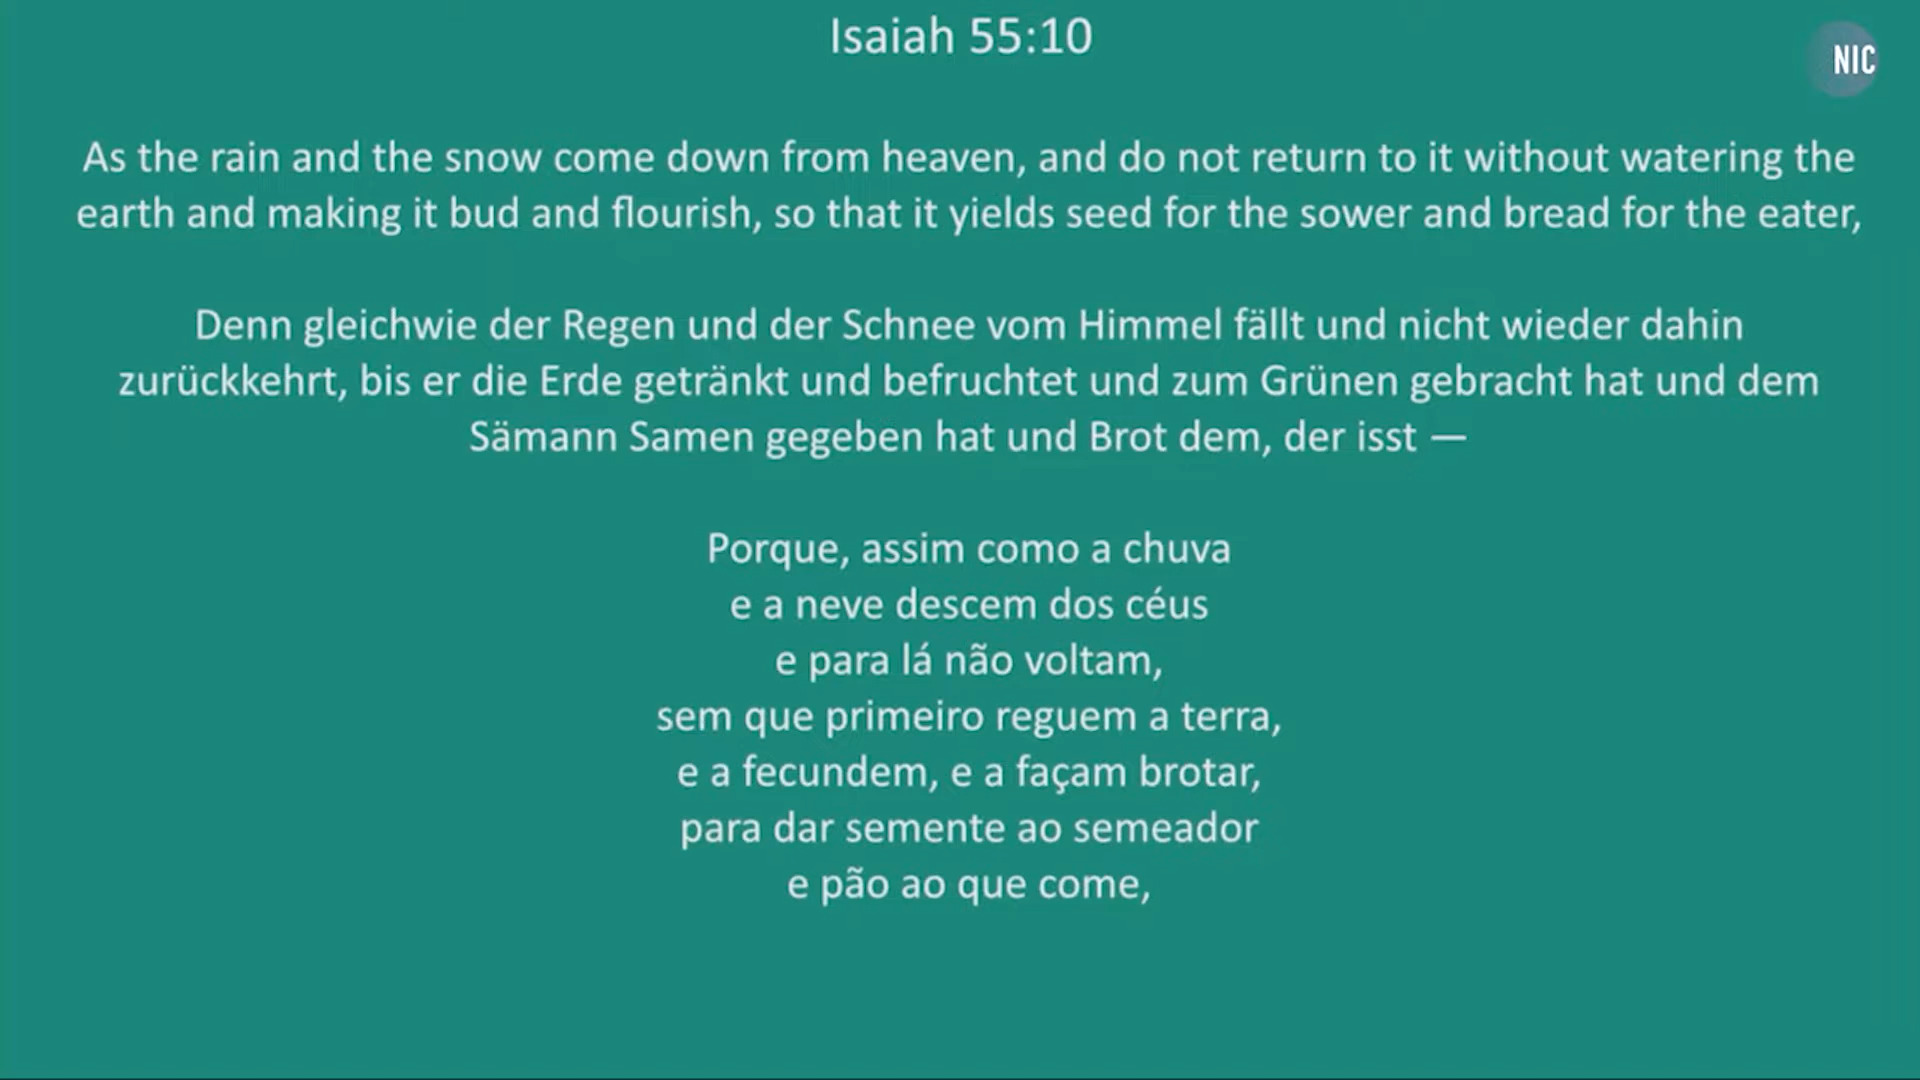 Isaiah 55:10
NIC
As the rain and the snow come down from heaven, and do not return to it without watering the
earth and making it bud and flourish, so that it yields seed for the sower and bread for the eater,
Denn gleichwie der Regen und der Schnee vom Himmel fällt und nicht wieder dahin
zurückkehrt, bis er die Erde getränkt und befruchtet und zum Grünen gebracht hat und dem
Sämann Samen gegeben hat und Brot dem, der isst —
Porque, assim como a chuva
e a neve descem dos céus
e para lá não voltam,
sem que primeiro reguem a terra,
e a fecundem, e a façam brotar,
para dar semente ao semeador
e pão ao que come,